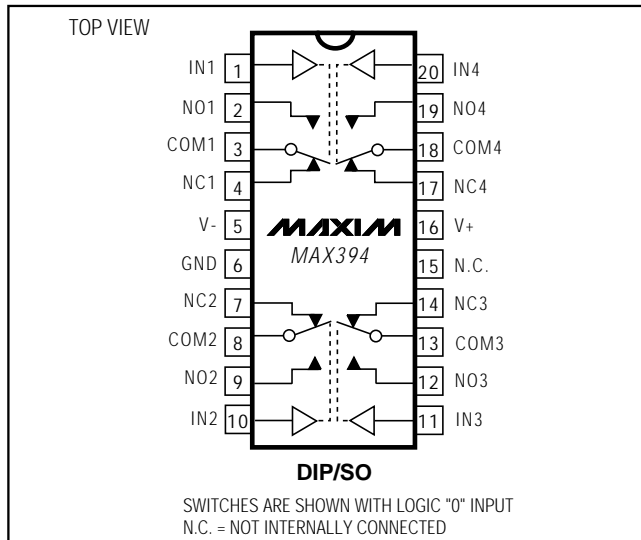 TOP VIEW
IN1 1 20 IN4
NO1 2 19 NO4
COM1 3 18 COM4
NC1 4 17 NC4
V- 5 MAXIM 16 V+
GND 6 MAX394 15 N.C.
NC2 7 14 NC3
COM2 8 13 COM3
NO2 9 12 NO3
IN2 10 11 IN3
DIP/SO
SWITCHES ARE SHOWN WITH LOGIC "0" INPUT
N.C. = NOT INTERNALLY CONNECTED